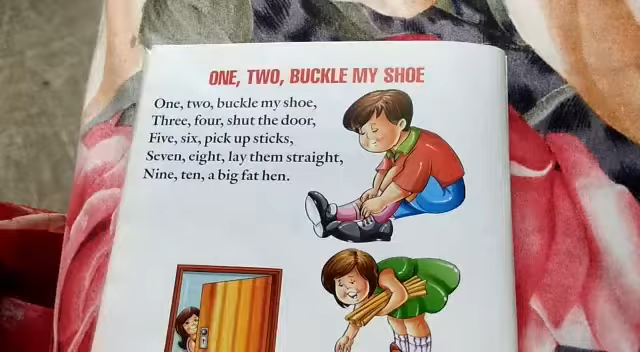 ONE, TWO, BUCKLE MY SHOE
One, two, buckle my shoe,
Three, four, shut the door,
Five, six, pick up sticks,
Seven, eight, lay them straight,
Nine, ten, a big fat hen.